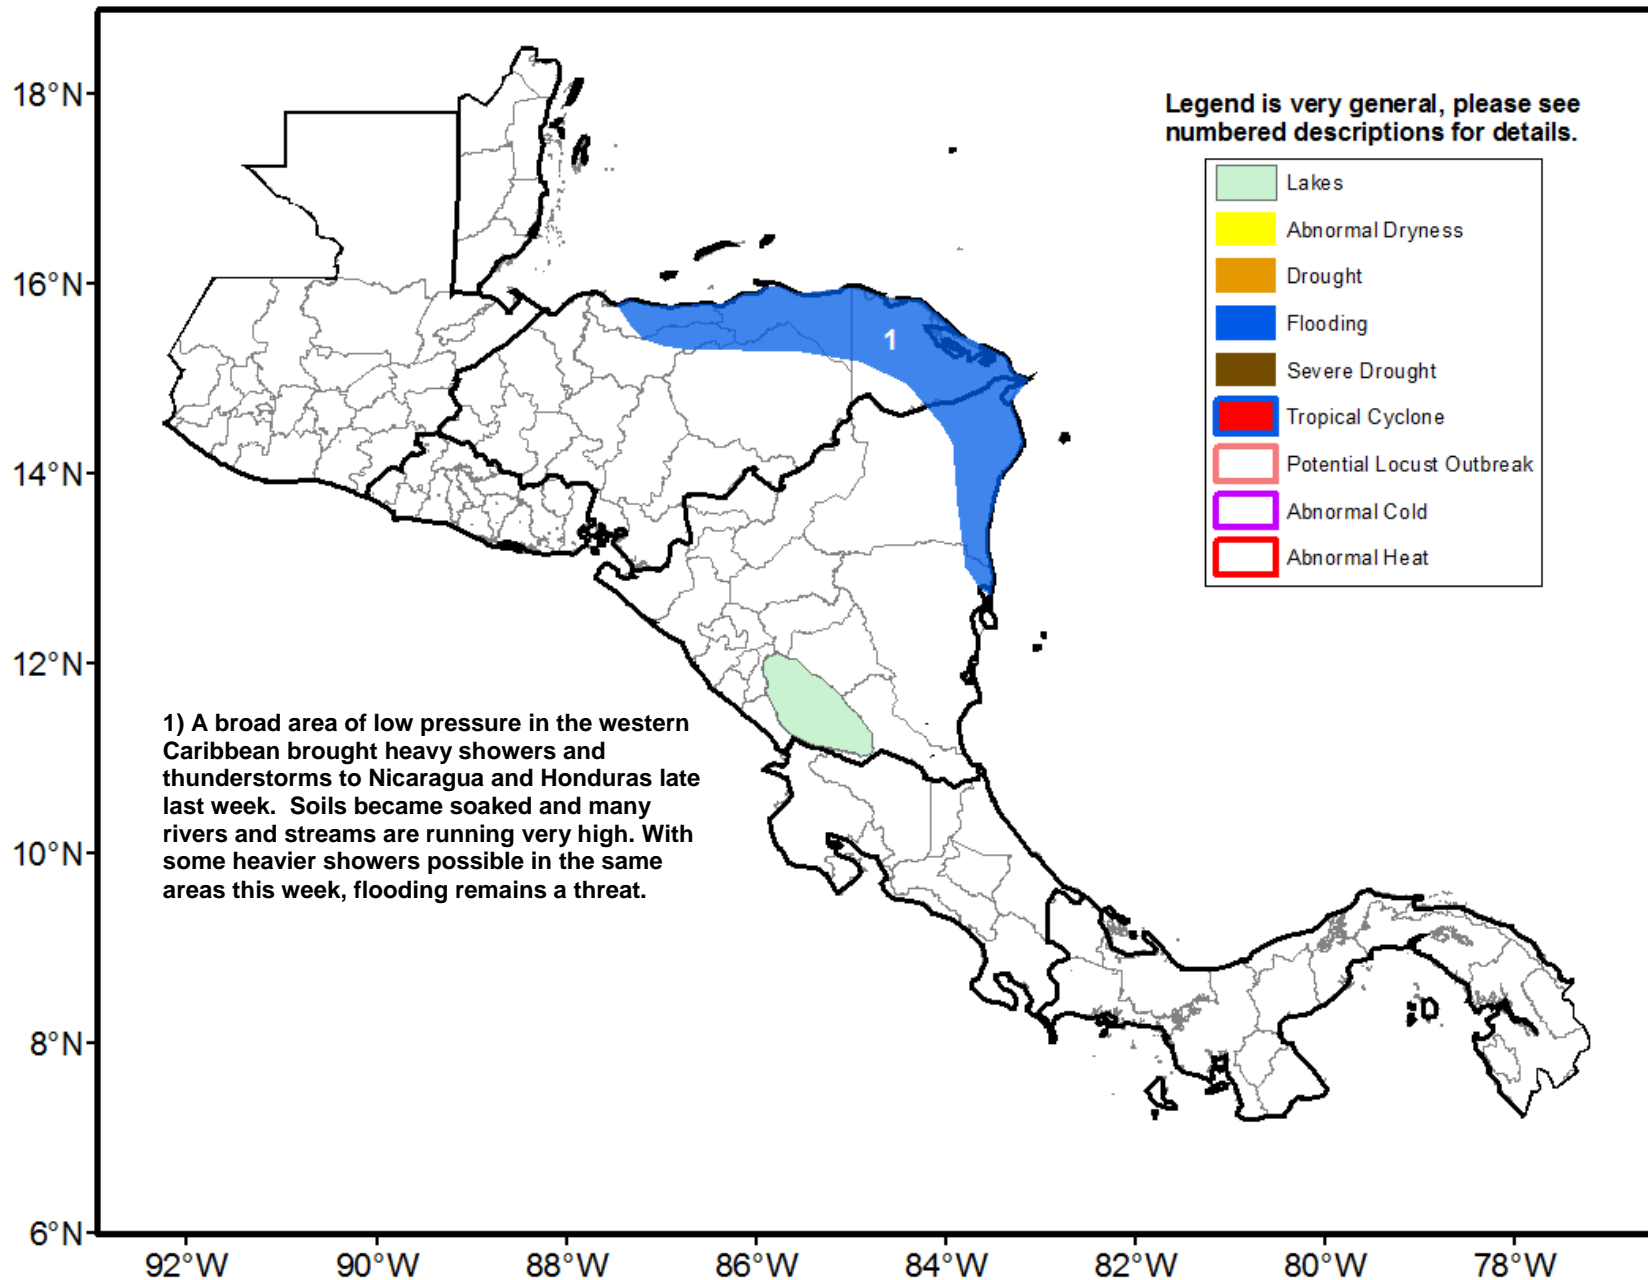 18°N
16°N
14°N
12°N
10°N
8°N
6°N
92°W
90°W
88°W
86°W
84°W
82°W
80°W
78°W
Legend is very general, please see
numbered descriptions for details.
Lakes
Abnormal Dryness
Drought
Flooding
Severe Drought
Tropical Cyclone
Potential Locust Outbreak
Abnormal Cold
Abnormal Heat
1
1) A broad area of low pressure in the western
Caribbean brought heavy showers and
thunderstorms to Nicaragua and Honduras late
last week.  Soils became soaked and many
rivers and streams are running very high. With
some heavier showers possible in the same
areas this week, flooding remains a threat.